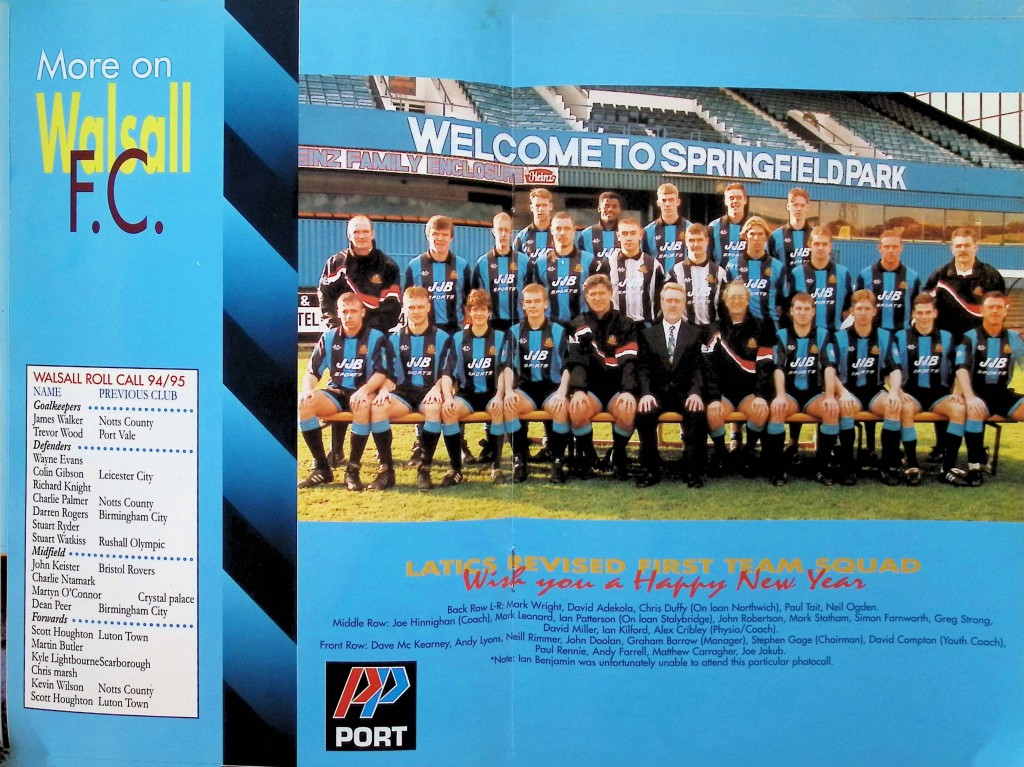 More on
Walsall
F.C.
WALSALL ROLL CALL 94/95
NAME PREVIOUS CLUB
Goalkeepers
James Walker Notts County
Trevor Wood Port Vale
Defenders
Wayne Evans
Colin Gibson Leicester City
Richard Knight
Charlie Palmer Notts County
Darren Rogers Birmingham City
Stuart Ryder
Stuart Watkiss Rushall Olympic
Midfield
John Keister Bristol Rovers
Charlie Ntamark
Martyn O'Connor Crystal palace
Dean Peer Birmingham City
Forwards
Scott Houghton Luton Town
Martin Butler
Kyle LightbourneScarborough
Chris marsh
Kevin Wilson Notts County
Scott Houghton Luton Town
WELCOME TO SPRINGFIELD PARK
INZ FAMILY ENCLOSURE Heinz
&
TEL
JJB SPORTS
LATICS REVISED FIRST TEAM SQUAD
Wish you a Happy New Year
Back Row L-R: Mark Wright, David Adekola, Chris Duffy (On loan Northwich), Paul Tait, Neil Ogden.
Middle Row: Joe Hinnighan (Coach), Mark Leonard, Ian Patterson (On loan Stalybridge), John Robertson, Mark Statham, Simon Farnworth, Greg Strong,
David Miller, Ian Kilford, Alex Cribley (Physio/Coach).
Front Row: Dave Mc Kearney, Andy Lyons, Neill Rimmer, John Doolan, Graham Barrow (Manager), Stephen Gage (Chairman), David Compton (Youth Coach),
Paul Rennie, Andy Farrell, Matthew Carragher, Joe Jakub.
*Note: Ian Benjamin was unfortunately unable to attend this particular photocall.
PORT